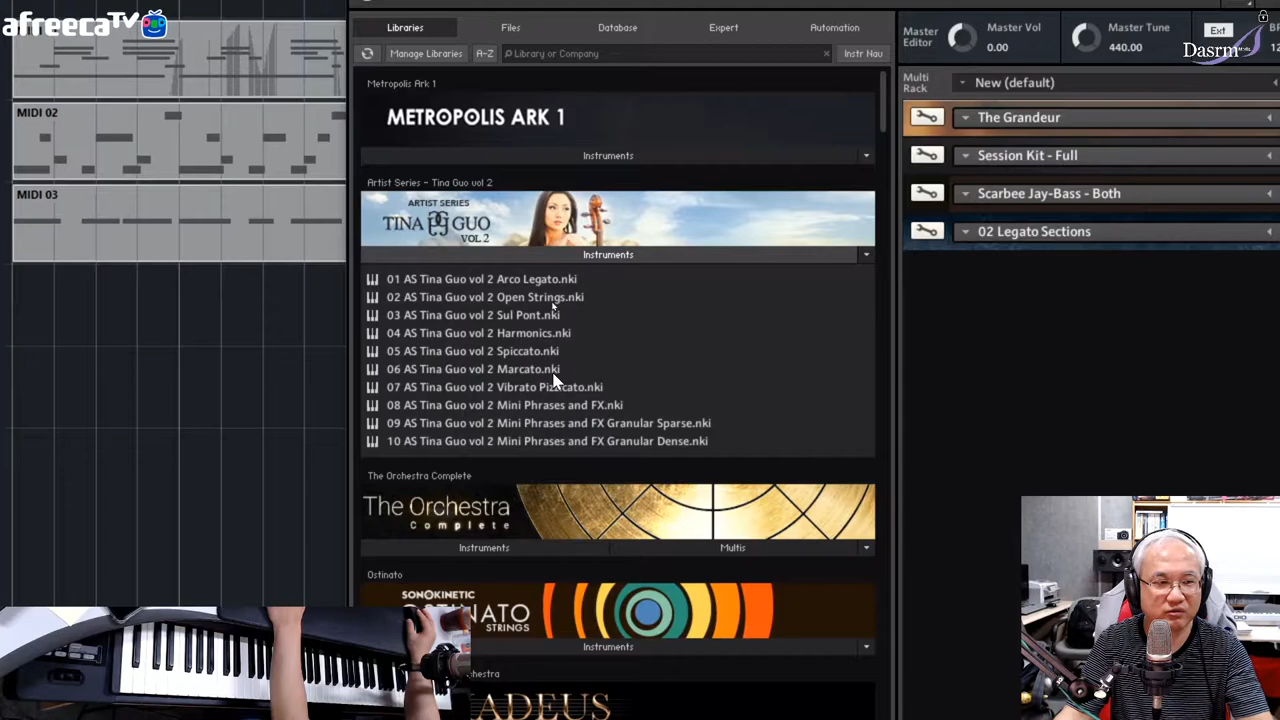 afreecaTV
MIDI 02
MIDI 03
Libraries
Files
Database
Expert
Automation
Manage Libraries
A-Z
Library or Company
Instr Nav
Metropolis Ark 1
METROPOLIS ARK 1
Instruments
Artist Series - Tina Guo vol 2
ARTIST SERIES
TINA GUO
VOL 2
Instruments
01 AS Tina Guo vol 2 Arco Legato.nki
02 AS Tina Guo vol 2 Open Strings.nki
03 AS Tina Guo vol 2 Sul Pont.nki
04 AS Tina Guo vol 2 Harmonics.nki
05 AS Tina Guo vol 2 Spiccato.nki
06 AS Tina Guo vol 2 Marcato.nki
07 AS Tina Guo vol 2 Vibrato Pizzicato.nki
08 AS Tina Guo vol 2 Mini Phrases and FX.nki
09 AS Tina Guo vol 2 Mini Phrases and FX Granular Sparse.nki
10 AS Tina Guo vol 2 Mini Phrases and FX Granular Dense.nki
The Orchestra Complete
The Orchestra
Complete
Instruments
Multis
Ostinato
SONOKINETIC
OSTINATO
STRINGS
Instruments
Master
Editor
Master Vol
0.00
Master Tune
440.00
Ext
Dasrm
Multi
Rack
New (default)
The Grandeur
Session Kit - Full
Scarbee Jay-Bass - Both
02 Legato Sections